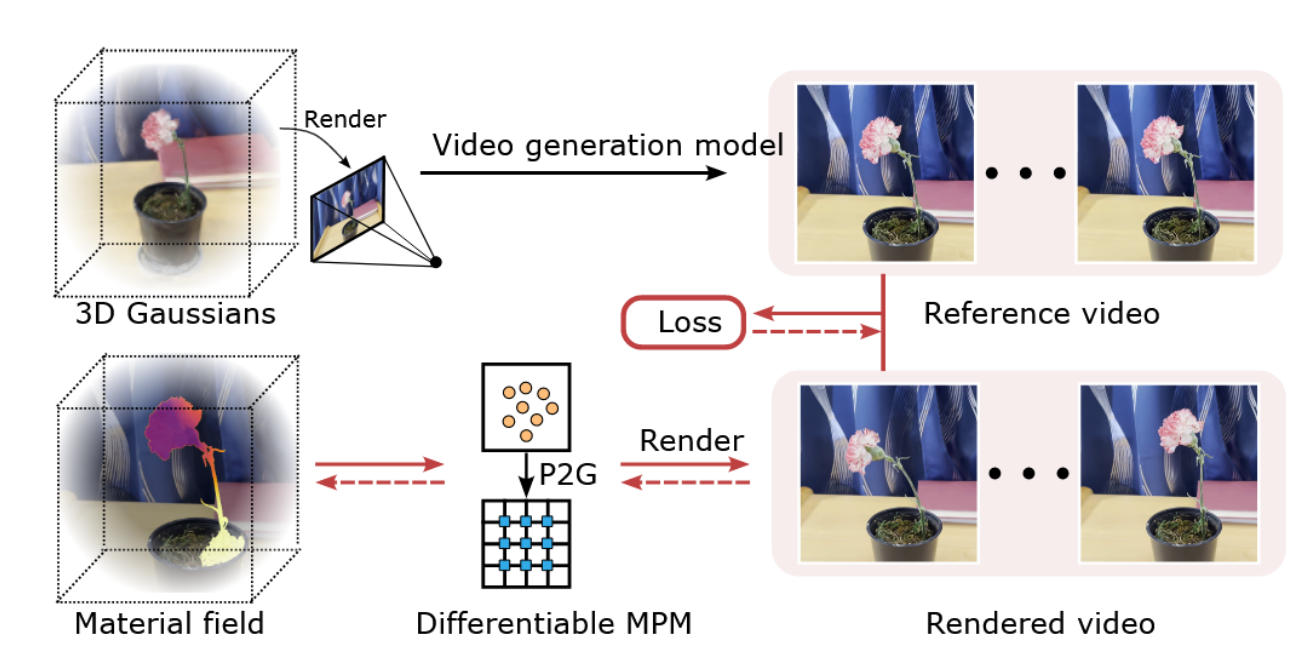 Render
Video generation model
3D Gaussians
Loss
Reference video
Render
P2G
Material field
Differentiable MPM
Rendered video